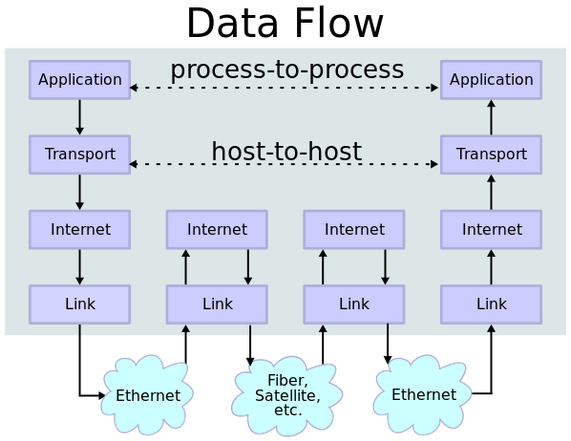 Data Flow
process-to-process
Application
Application
host-to-host
Transport
Transport
Internet
Internet
Internet
Internet
Link
Link
Link
Link
Ethernet
Fiber,
Satellite,
etc.
Ethernet